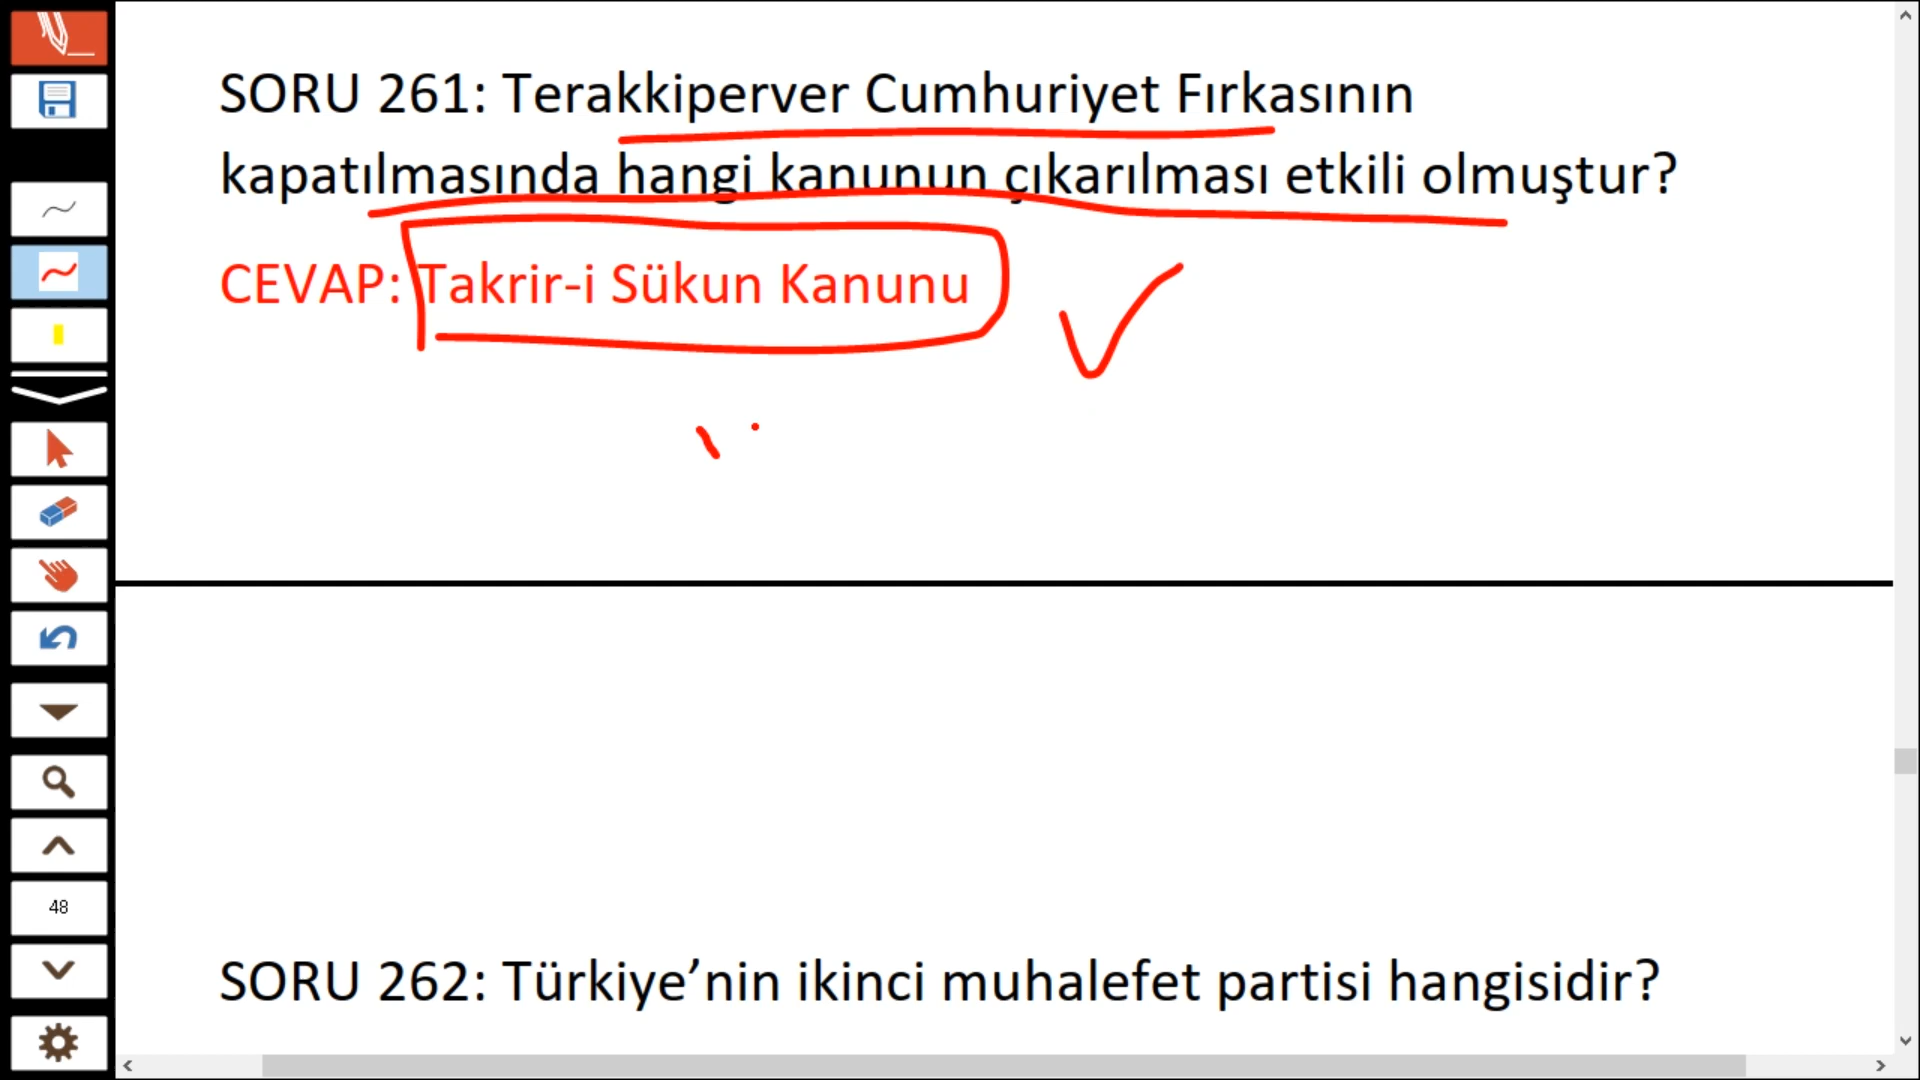 SORU 261: Terakkiperver Cumhuriyet Fırkasının
kapatılmasında hangi kanunun çıkarılması etkili olmuştur?
CEVAP: Takrir-i Sükun Kanunu
48
SORU 262: Türkiye’nin ikinci muhalefet partisi hangisidir?